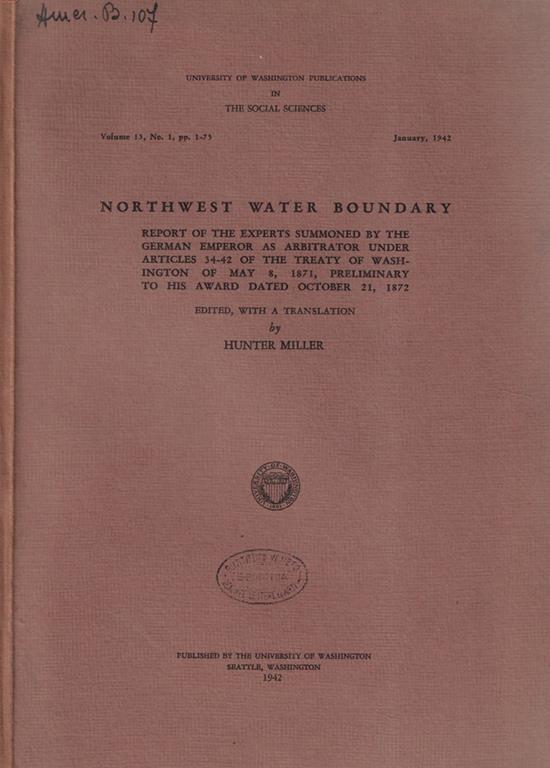 Amer. B. 107
UNIVERSITY OF WASHINGTON PUBLICATIONS
IN
THE SOCIAL SCIENCES
Volume 13, No. 1, pp. 1-75
January, 1942
NORTHWEST WATER BOUNDARY
REPORT OF THE EXPERTS SUMMONED BY THE
GERMAN EMPEROR AS ARBITRATOR UNDER
ARTICLES 34-42 OF THE TREATY OF WASH-
INGTON OF MAY 8, 1871, PRELIMINARY
TO HIS AWARD DATED OCTOBER 21, 1872
EDITED, WITH A TRANSLATION
by
HUNTER MILLER
UNIVERSITY OF WASHINGTON
PUBLISHED BY THE UNIVERSITY OF WASHINGTON
SEATTLE, WASHINGTON
1942